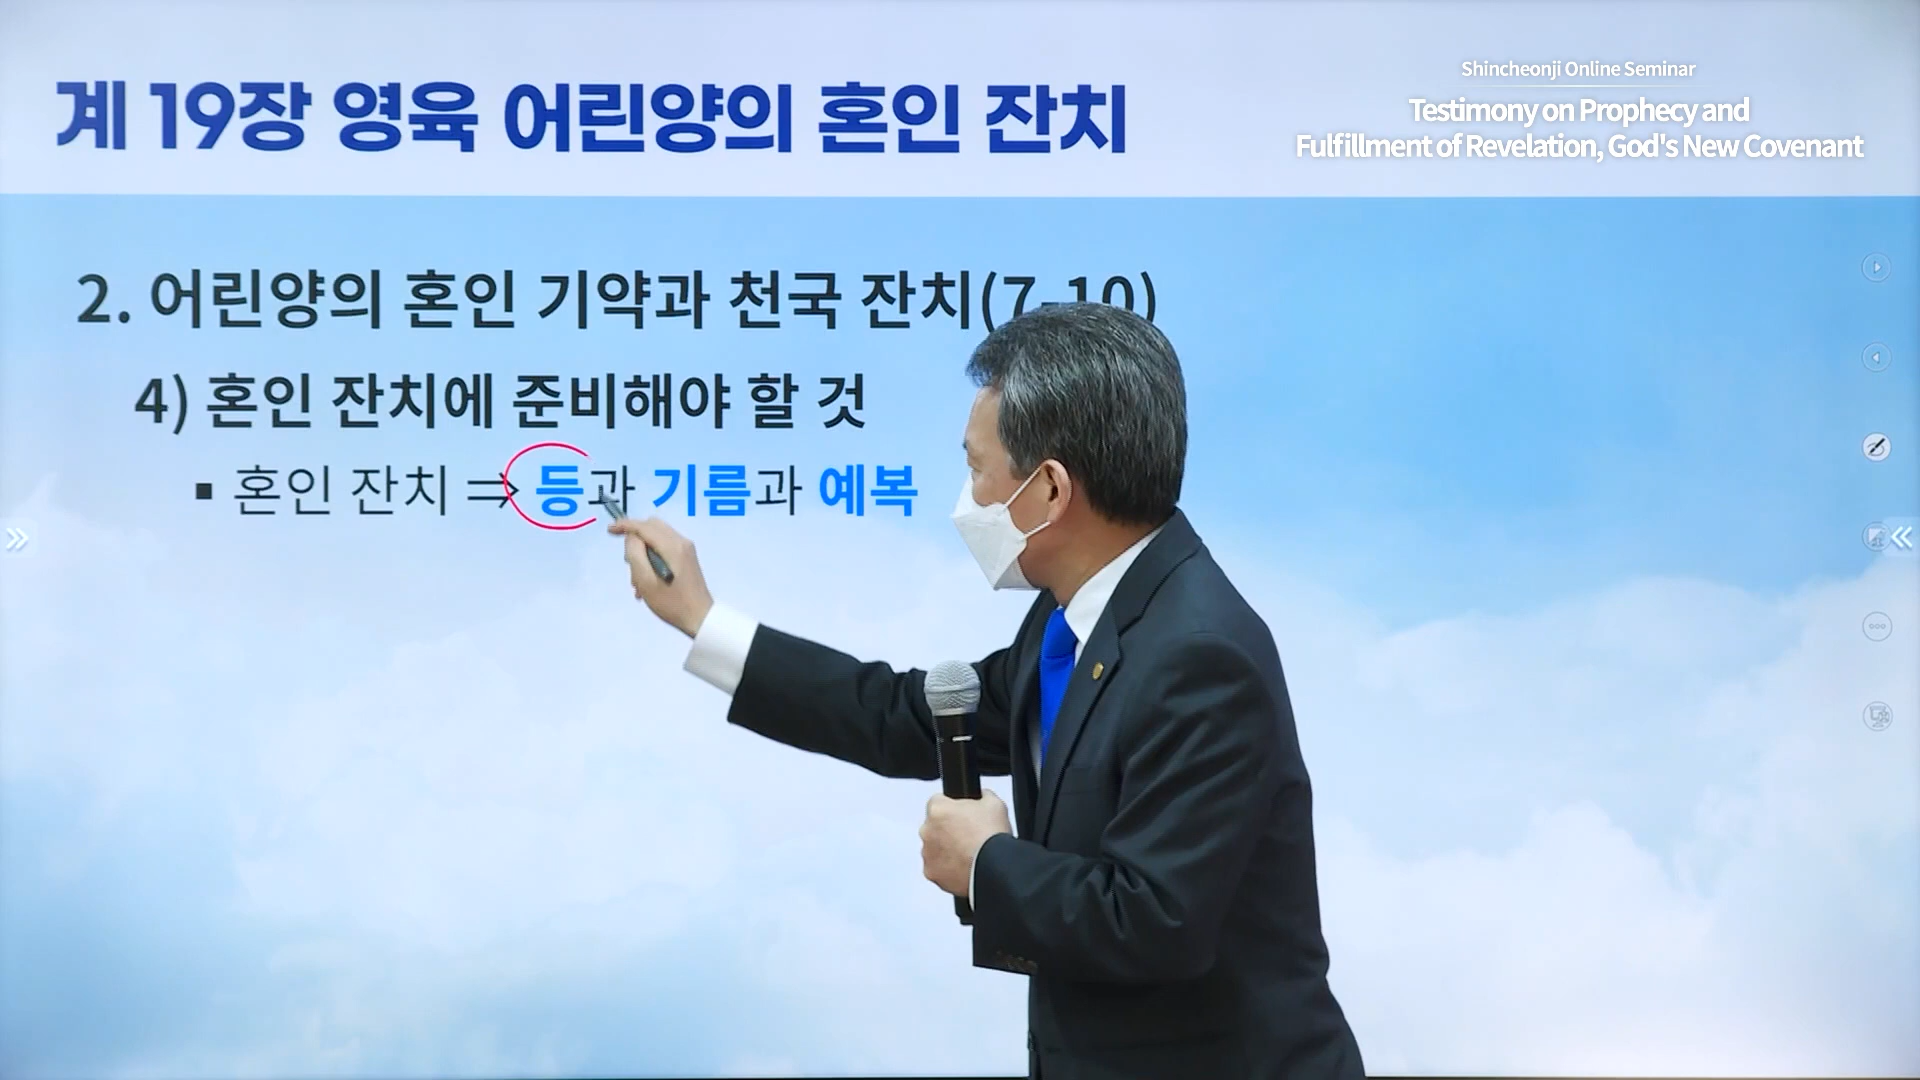 계 19장 영육 어린양의 혼인 잔치
Shincheonji Online Seminar
Testimony on Prophecy and
Fulfillment of Revelation, God's New Covenant
2. 어린양의 혼인 기약과 천국 잔치(7-10)
4) 혼인 잔치에 준비해야 할 것
▪ 혼인 잔치 ⇒ 등과 기름과 예복